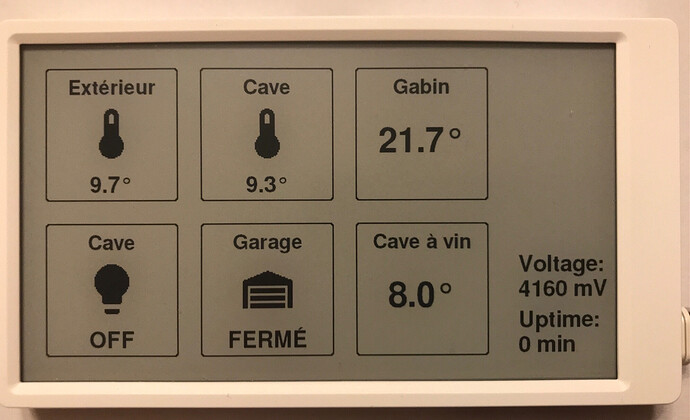 Extérieur
9.7°
Cave
9.3°
Gabin
21.7°
Cave
OFF
Garage
FERMÉ
Cave à vin
8.0°
Voltage:
4160 mV
Uptime:
0 min